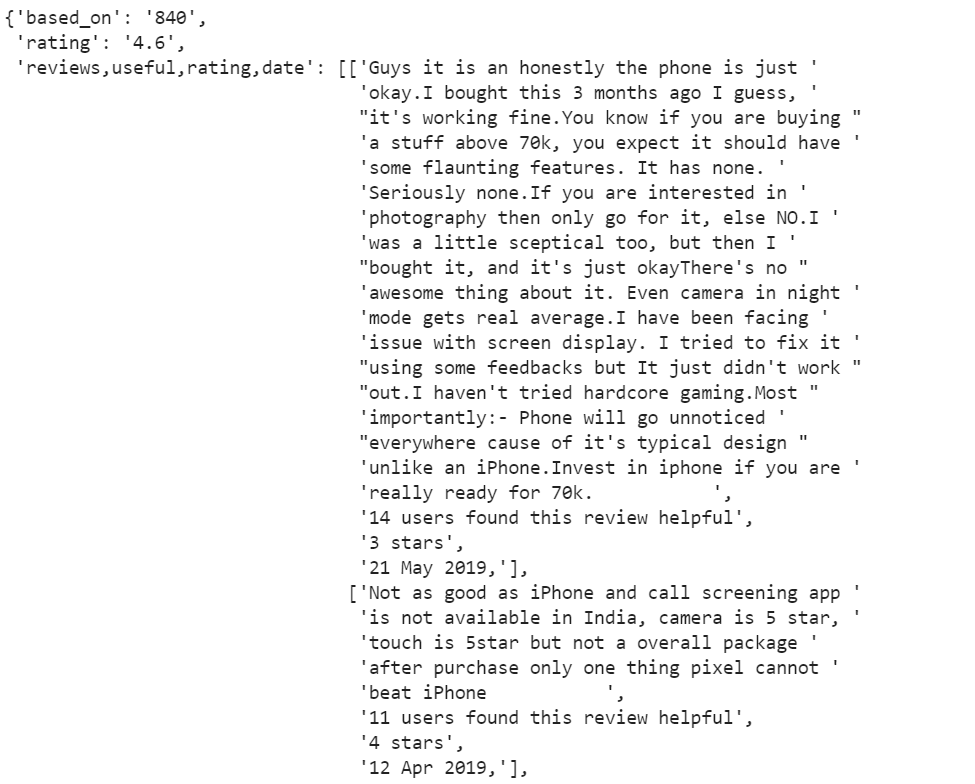 {'based_on': '840',
'rating': '4.6',
'reviews,useful,rating,date': [['Guys it is an honestly the phone is just '
'okay.I bought this 3 months ago I guess, '
"it's working fine.You know if you are buying "
'a stuff above 70k, you expect it should have '
'some flaunting features. It has none. '
'Seriously none.If you are interested in '
'photography then only go for it, else NO.I '
'was a little sceptical too, but then I '
"bought it, and it's just okayThere's no "
'awesome thing about it. Even camera in night '
'mode gets real average.I have been facing '
'issue with screen display. I tried to fix it '
"using some feedbacks but It just didn't work "
"out.I haven't tried hardcore gaming.Most "
'importantly:- Phone will go unnoticed '
"everywhere cause of it's typical design "
'unlike an iPhone.Invest in iphone if you are '
'really ready for 70k.          ',
'14 users found this review helpful',
'3 stars',
'21 May 2019,'],
['Not as good as iPhone and call screening app '
'is not available in India, camera is 5 star, '
'touch is 5star but not a overall package '
'after purchase only one thing pixel cannot '
'beat iPhone          ',
'11 users found this review helpful',
'4 stars',
'12 Apr 2019,'],